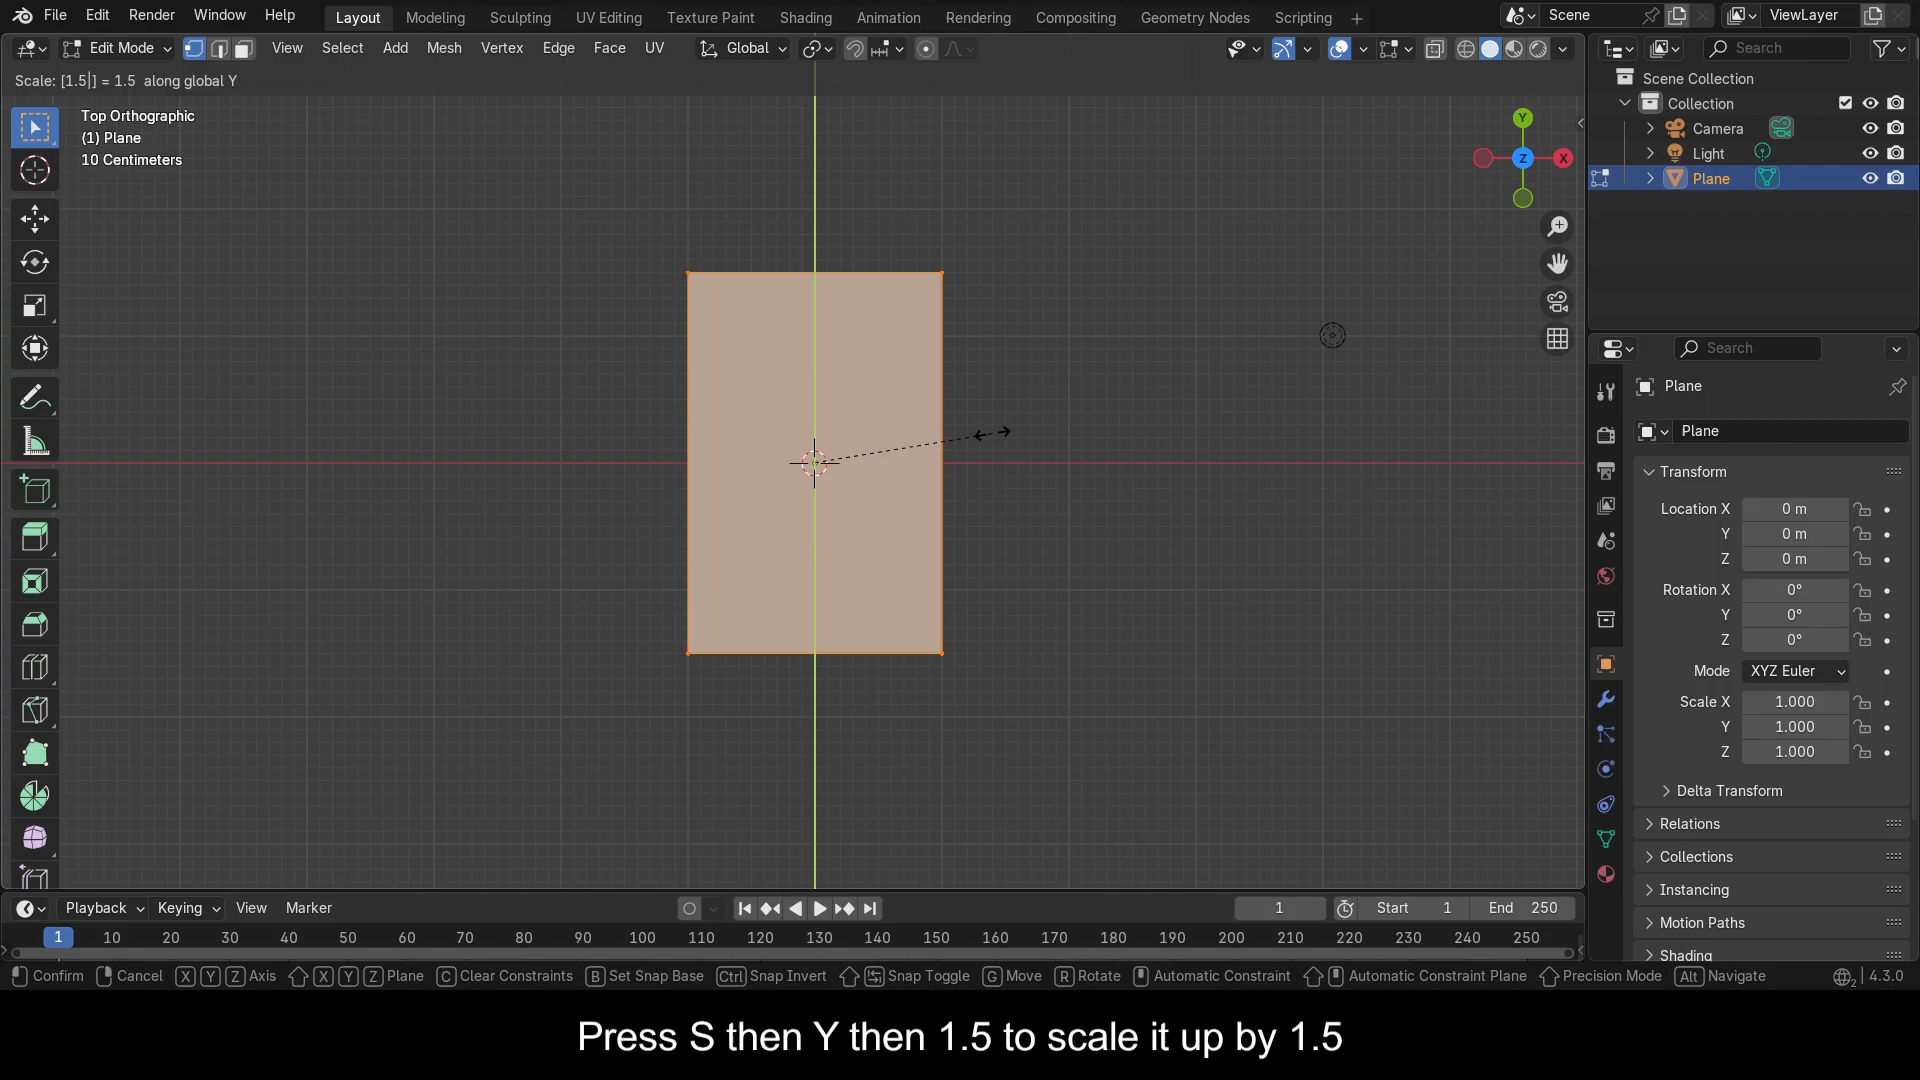 File Edit Render Window Help Layout Modeling Sculpting UV Editing Texture Paint Shading Animation Rendering Compositing Geometry Nodes Scripting + Scene ViewLayer
Edit Mode View Select Add Mesh Vertex Edge Face UV Global Search
Scale: [1.5|] = 1.5 along global Y
Top Orthographic
(1) Plane
10 Centimeters
Y
Z
X
Scene Collection
Collection
Camera
Light
Plane
Search
Plane
Plane
Transform
Location X 0 m
Y 0 m
Z 0 m
Rotation X 0°
Y 0°
Z 0°
Mode XYZ Euler
Scale X 1.000
Y 1.000
Z 1.000
Delta Transform
Relations
Collections
Instancing
Motion Paths
Shading
Playback Keying View Marker 1 Start 1 End 250
1 10 20 30 40 50 60 70 80 90 100 110 120 130 140 150 160 170 180 190 200 210 220 230 240 250
Confirm Cancel X Y Z Axis X Y Z Plane C Clear Constraints B Set Snap Base Ctrl Snap Invert Snap Toggle G Move R Rotate Automatic Constraint Automatic Constraint Plane Precision Mode Alt Navigate 2 | 4.3.0
Press S then Y then 1.5 to scale it up by 1.5